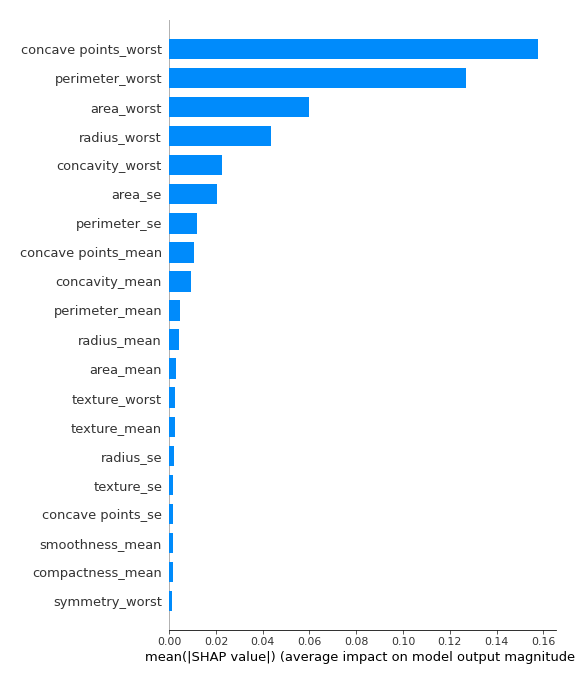 concave points_worst
perimeter_worst
area_worst
radius_worst
concavity_worst
area_se
perimeter_se
concave points_mean
concavity_mean
perimeter_mean
radius_mean
area_mean
texture_worst
texture_mean
radius_se
texture_se
concave points_se
smoothness_mean
compactness_mean
symmetry_worst
0.00 0.02 0.04 0.06 0.08 0.10 0.12 0.14 0.16
mean(|SHAP value|) (average impact on model output magnitude